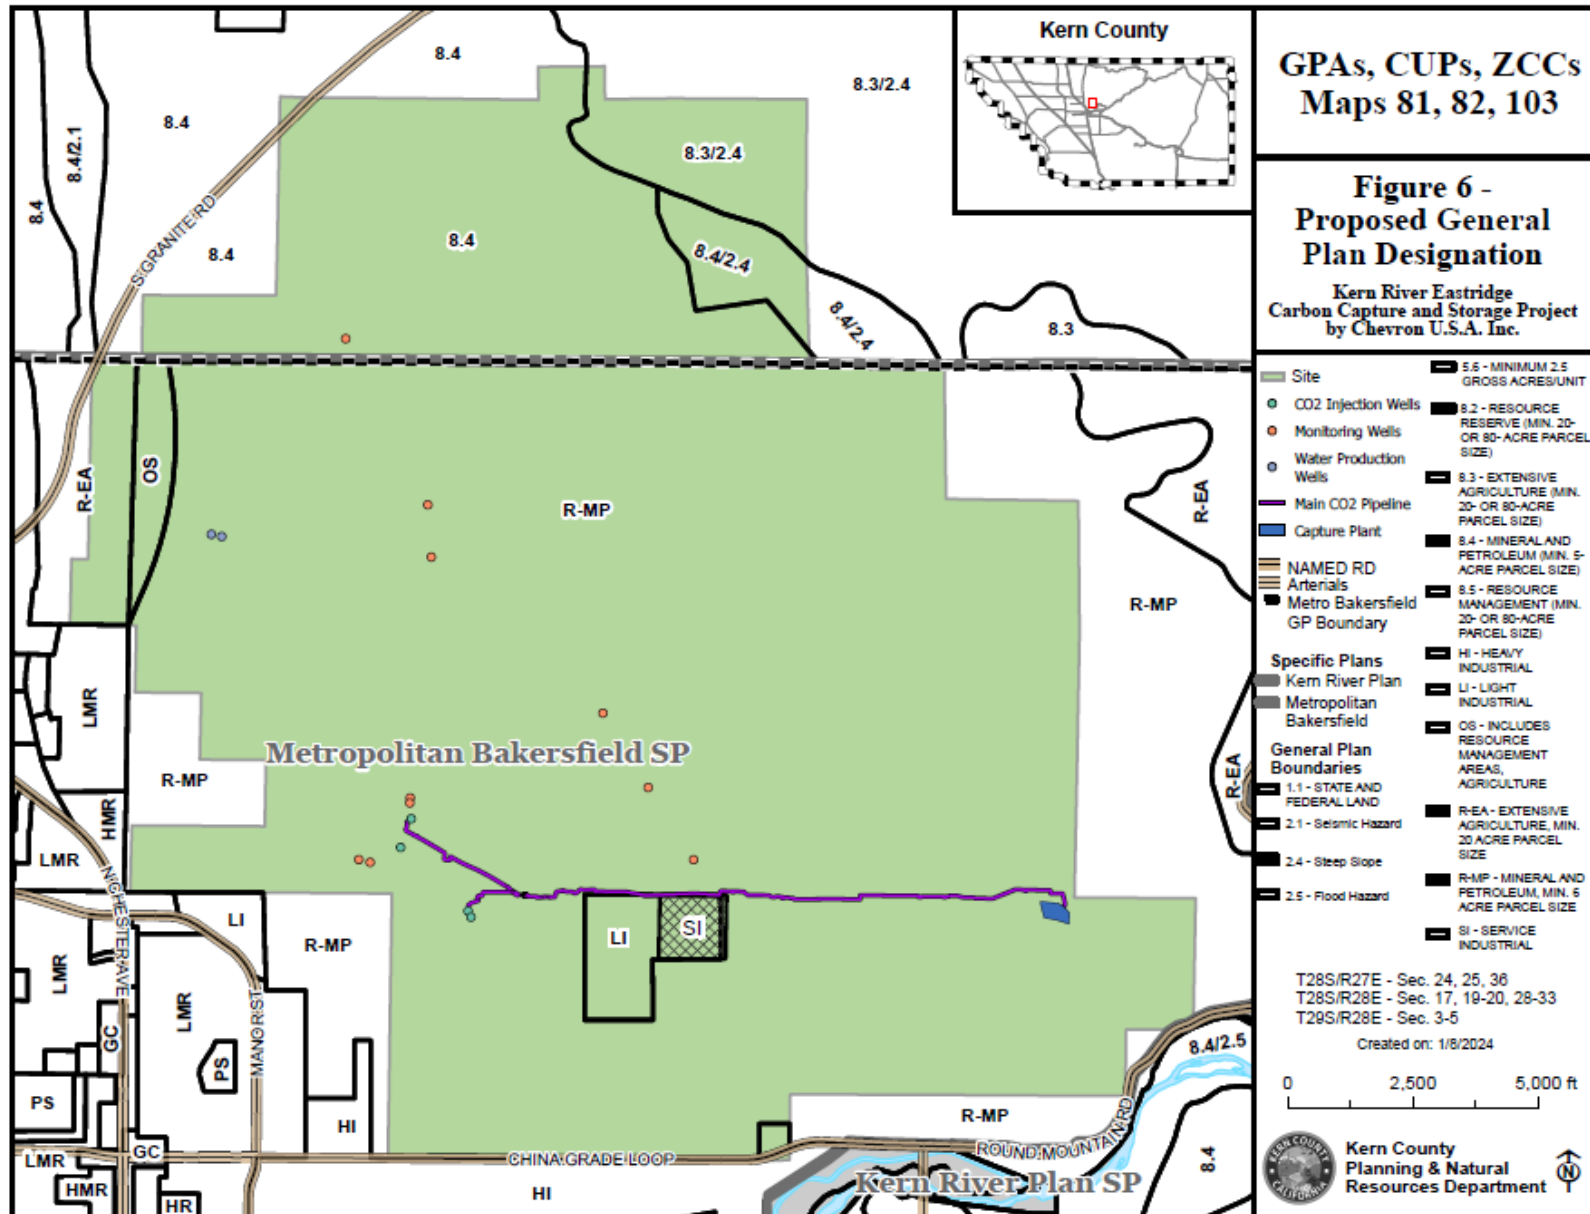 8.4
8.3/2.4
8.4
8.4/2.1
8.4
8.3/2.4
S GRANITE RD
8.4
8.4
8.4/2.4
8.4/2.4
8.3
R-EA
OS
R-MP
R-EA
R-MP
LMR
Metropolitan Bakersfield SP
R-MP
R-EA
HMR
LMR
N CHESTER AVE
LI
R-MP
LI
SI
LMR
LMR
MANOR ST
GC
PS
8.4/2.5
PS
HI
R-MP
ROUND MOUNTAIN RD
8.4
LMR
GC
CHINA GRADE LOOP
HMR
HR
HI
Kern River Plan SP
Kern County
GPAs, CUPs, ZCCs
Maps 81, 82, 103
Figure 6 -
Proposed General
Plan Designation
Kern River Eastridge
Carbon Capture and Storage Project
by Chevron U.S.A. Inc.
Site
CO2 Injection Wells
Monitoring Wells
Water Production
Wells
Main CO2 Pipeline
Capture Plant
NAMED RD
Arterials
Metro Bakersfield
GP Boundary
Specific Plans
Kern River Plan
Metropolitan
Bakersfield
General Plan
Boundaries
1.1 - STATE AND
FEDERAL LAND
2.1 - Seismic Hazard
2.4 - Steep Slope
2.5 - Flood Hazard
5.6 - MINIMUM 2.5
GROSS ACRES/UNIT
8.2 - RESOURCE
RESERVE (MIN. 20-
OR 80- ACRE PARCEL
SIZE)
8.3 - EXTENSIVE
AGRICULTURE (MIN.
20- OR 80-ACRE
PARCEL SIZE)
8.4 - MINERAL AND
PETROLEUM (MIN. 5-
ACRE PARCEL SIZE)
8.5 - RESOURCE
MANAGEMENT (MIN.
20- OR 80-ACRE
PARCEL SIZE)
HI - HEAVY
INDUSTRIAL
LI - LIGHT
INDUSTRIAL
OS - INCLUDES
RESOURCE
MANAGEMENT
AREAS,
AGRICULTURE
R-EA - EXTENSIVE
AGRICULTURE, MIN.
20 ACRE PARCEL
SIZE
R-MP - MINERAL AND
PETROLEUM, MIN. 5
ACRE PARCEL SIZE
SI - SERVICE
INDUSTRIAL
T28S/R27E - Sec. 24, 25, 36
T28S/R28E - Sec. 17, 19-20, 28-33
T29S/R28E - Sec. 3-5
Created on: 1/8/2024
0 2,500 5,000 ft
KERN COUNTY
CALIFORNIA
Kern County
Planning & Natural
Resources Department
N